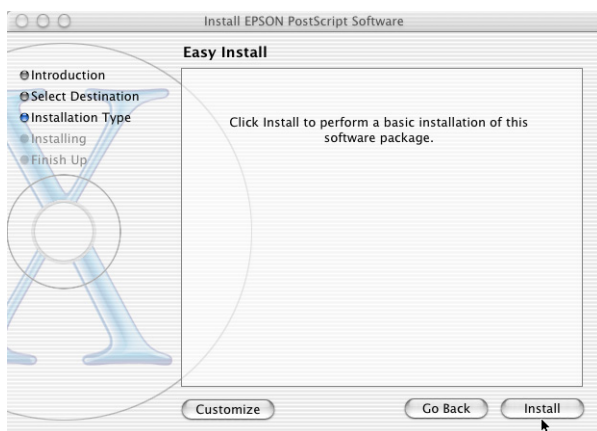 Install EPSON PostScript Software
Easy Install
Introduction
Select Destination
Installation Type
Installing
Finish Up
Click Install to perform a basic installation of this
software package.
Customize
Go Back
Install